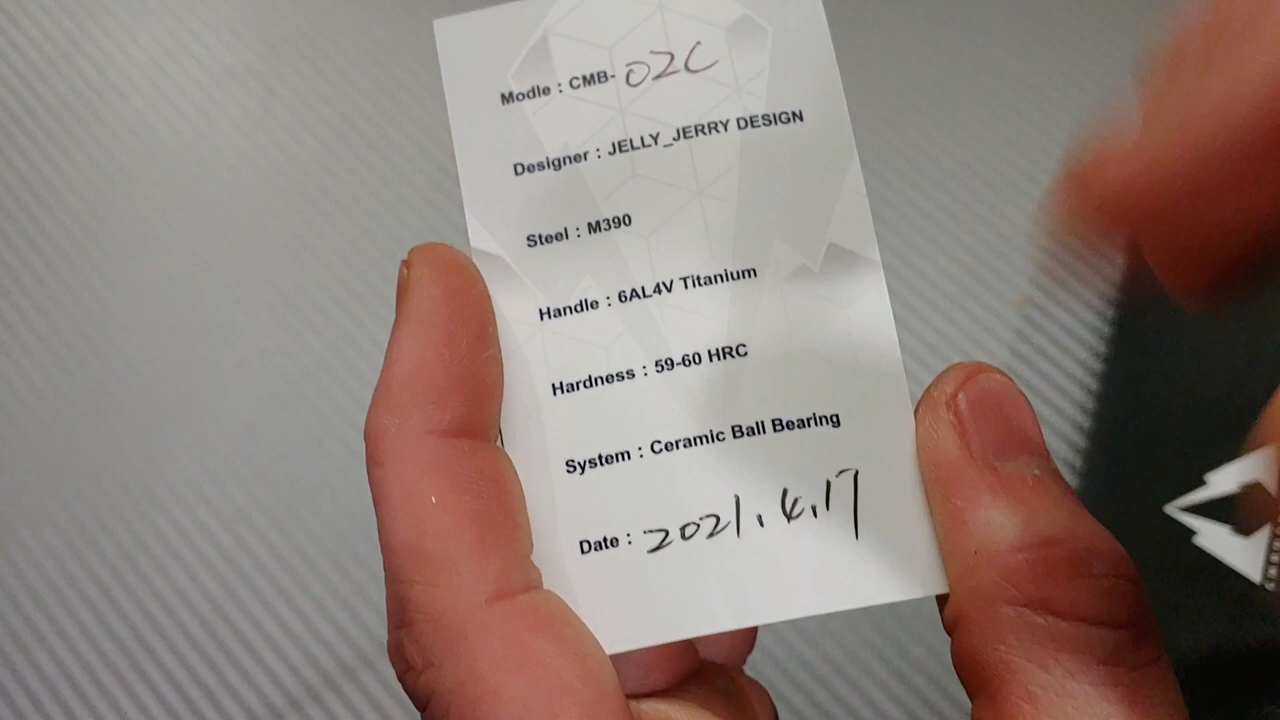 Modle : CMB- 02C
Designer : JELLY_JERRY DESIGN
Steel : M390
Handle : 6AL4V Titanium
Hardness : 59-60 HRC
System : Ceramic Ball Bearing
Date : 2021.4.17